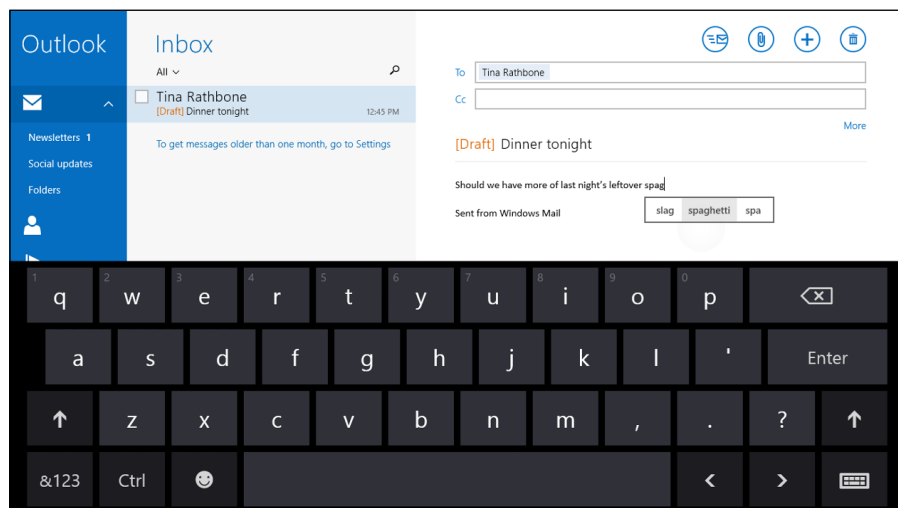 Outlook
Newsletters 1
Social updates
Folders
Inbox
All
Tina Rathbone
[Draft] Dinner tonight
12:45 PM
To get messages older than one month, go to Settings
To Tina Rathbone
Cc
More
[Draft] Dinner tonight
Should we have more of last night's leftover spag
Sent from Windows Mail
slag spaghetti spa
1 2 3 4 5 6 7 8 9 0
q w e r t y u i o p
a s d f g h j k l ' Enter
z x c v b n m , . ?
&123 Ctrl < >